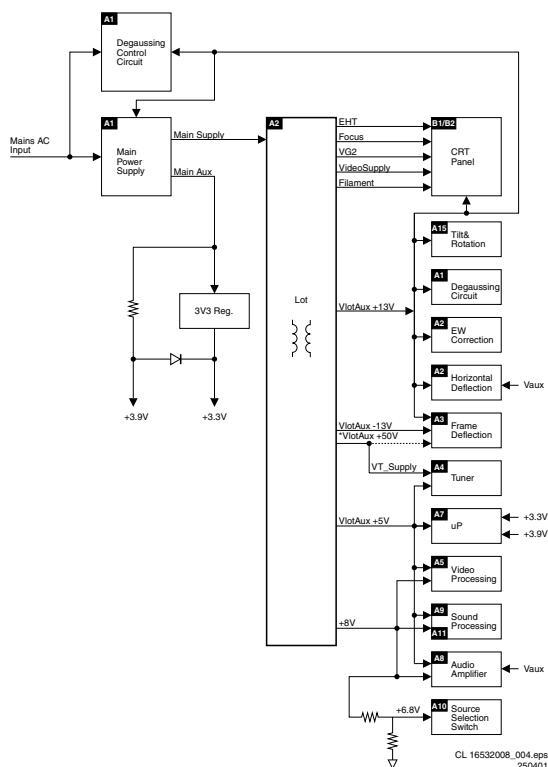 A1
Degaussing
Control
Circuit
A1
Main
Power
Supply
Mains AC
Input
Main Supply
Main Aux
3V3 Reg.
+3.9V
+3.3V
A2
Lot
EHT
Focus
VG2
VideoSupply
Filament
VlotAux +13V
VlotAux -13V
*VlotAux +50V
VT_Supply
VlotAux +5V
+8V
+6.8V
B1/B2
CRT
Panel
A15
Tilt&
Rotation
A1
Degaussing
Circuit
A2
EW
Correction
A2
Horizontal
Deflection
Vaux
A3
Frame
Deflection
A4
Tuner
A7
uP
+3.3V
+3.9V
A5
Video
Processing
A9
Sound
Processing
A11
A8
Audio
Amplifier
Vaux
A10
Source
Selection
Switch
CL 16532008_004.eps
250401